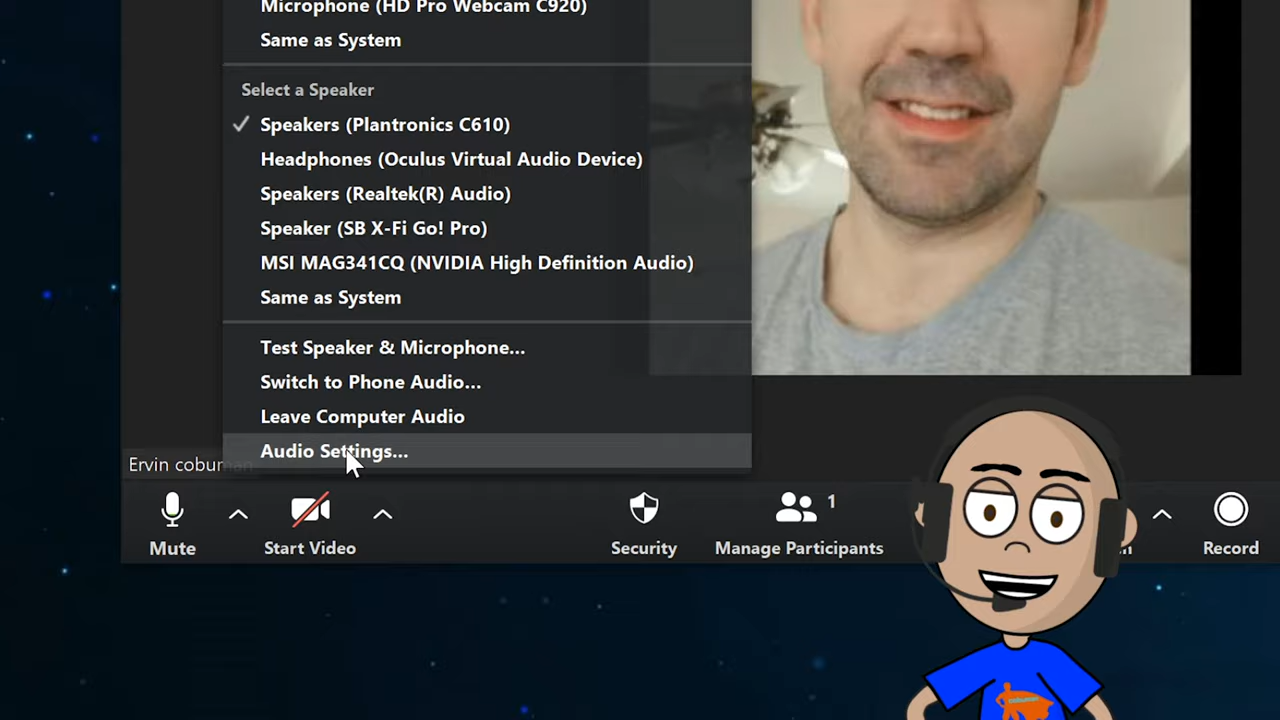 Microphone (HD Pro Webcam C920)
Same as System
Select a Speaker
Speakers (Plantronics C610)
Headphones (Oculus Virtual Audio Device)
Speakers (Realtek(R) Audio)
Speaker (SB X-Fi Go! Pro)
MSI MAG341CQ (NVIDIA High Definition Audio)
Same as System
Test Speaker & Microphone...
Switch to Phone Audio...
Leave Computer Audio
Audio Settings...
Ervin
1
Mute
Start Video
Security
Manage Participants
Record